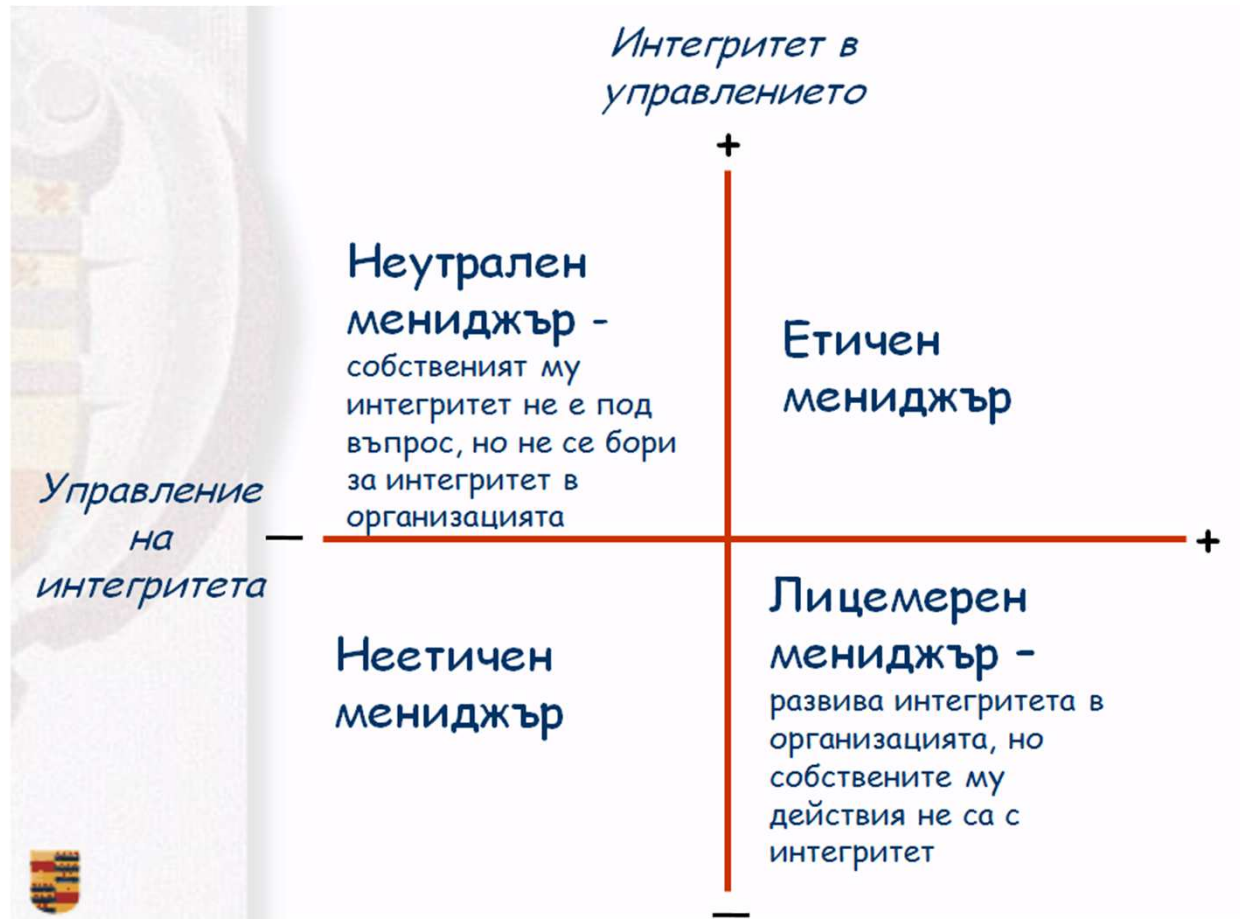 Интегритет в
управлението
+
Неутрален
мениджър -
собственият му
интегритет не е под
въпрос, но не се бори
за интегритет в
организацията
Етичен
мениджър
Управление
на
интегритета
—
+
Неетичен
мениджър
Лицемерен
мениджър –
развива интегритета в
организацията, но
собствените му
действия не са с
интегритет
—